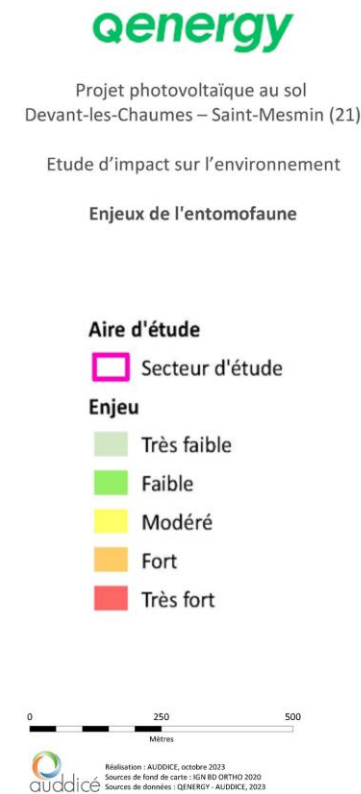 Qenergy
Projet photovoltaïque au sol
Devant-les-Chaumes – Saint-Mesmin (21)
Etude d'impact sur l'environnement
Enjeux de l'entomofaune
Aire d'étude
Secteur d'étude
Enjeu
Très faible
Faible
Modéré
Fort
Très fort
0 250 500
Mètres
auddicé
Réalisation : AUDDICE, octobre 2023
Sources de fond de carte : IGN BD ORTHO 2020
Sources de données : QENERGY - AUDDICE, 2023